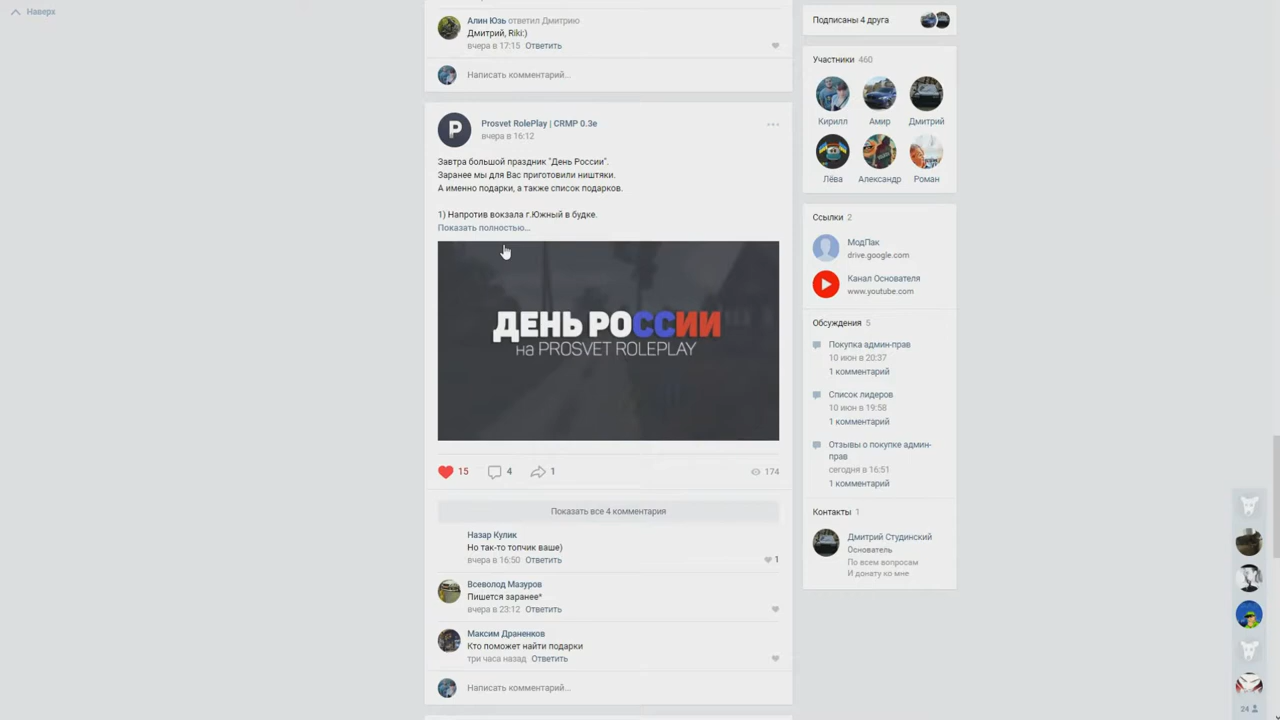 Наверх
Алин Юзь ответил Дмитрию
Дмитрий, Riki:)
вчера в 17:15 Ответить
Написать комментарий...
Prosvet RolePlay | CRMP 0.3e
вчера в 16:12
Завтра большой праздник "День России".
Заранее мы для Вас приготовили ништяки.
А именно подарки, а также список подарков.
1) Напротив вокзала г.Южный в будке.
Показать полностью...
ДЕНЬ РОССИИ
на PROSVET ROLEPLAY
15 4 1 174
Показать все 4 комментария
Назар Кулик
Но так-то топчик ваше)
вчера в 16:50 Ответить 1
Всеволод Мазуров
Пишется заранее*
вчера в 23:12 Ответить
Максим Драненков
Кто поможет найти подарки
три часа назад Ответить
Написать комментарий...
Подписаны 4 друга
Участники 460
Кирилл Амир Дмитрий
Лёва Александр Роман
Ссылки 2
МодПак
drive.google.com
Канал Основателя
www.youtube.com
Обсуждения 5
Покупка админ-прав
10 июн в 20:37
1 комментарий
Список лидеров
10 июн в 19:58
1 комментарий
Отзывы о покупке админ-
прав
сегодня в 16:51
1 комментарий
Контакты 1
Дмитрий Студинский
Основатель
По всем вопросам
И донату ко мне
24